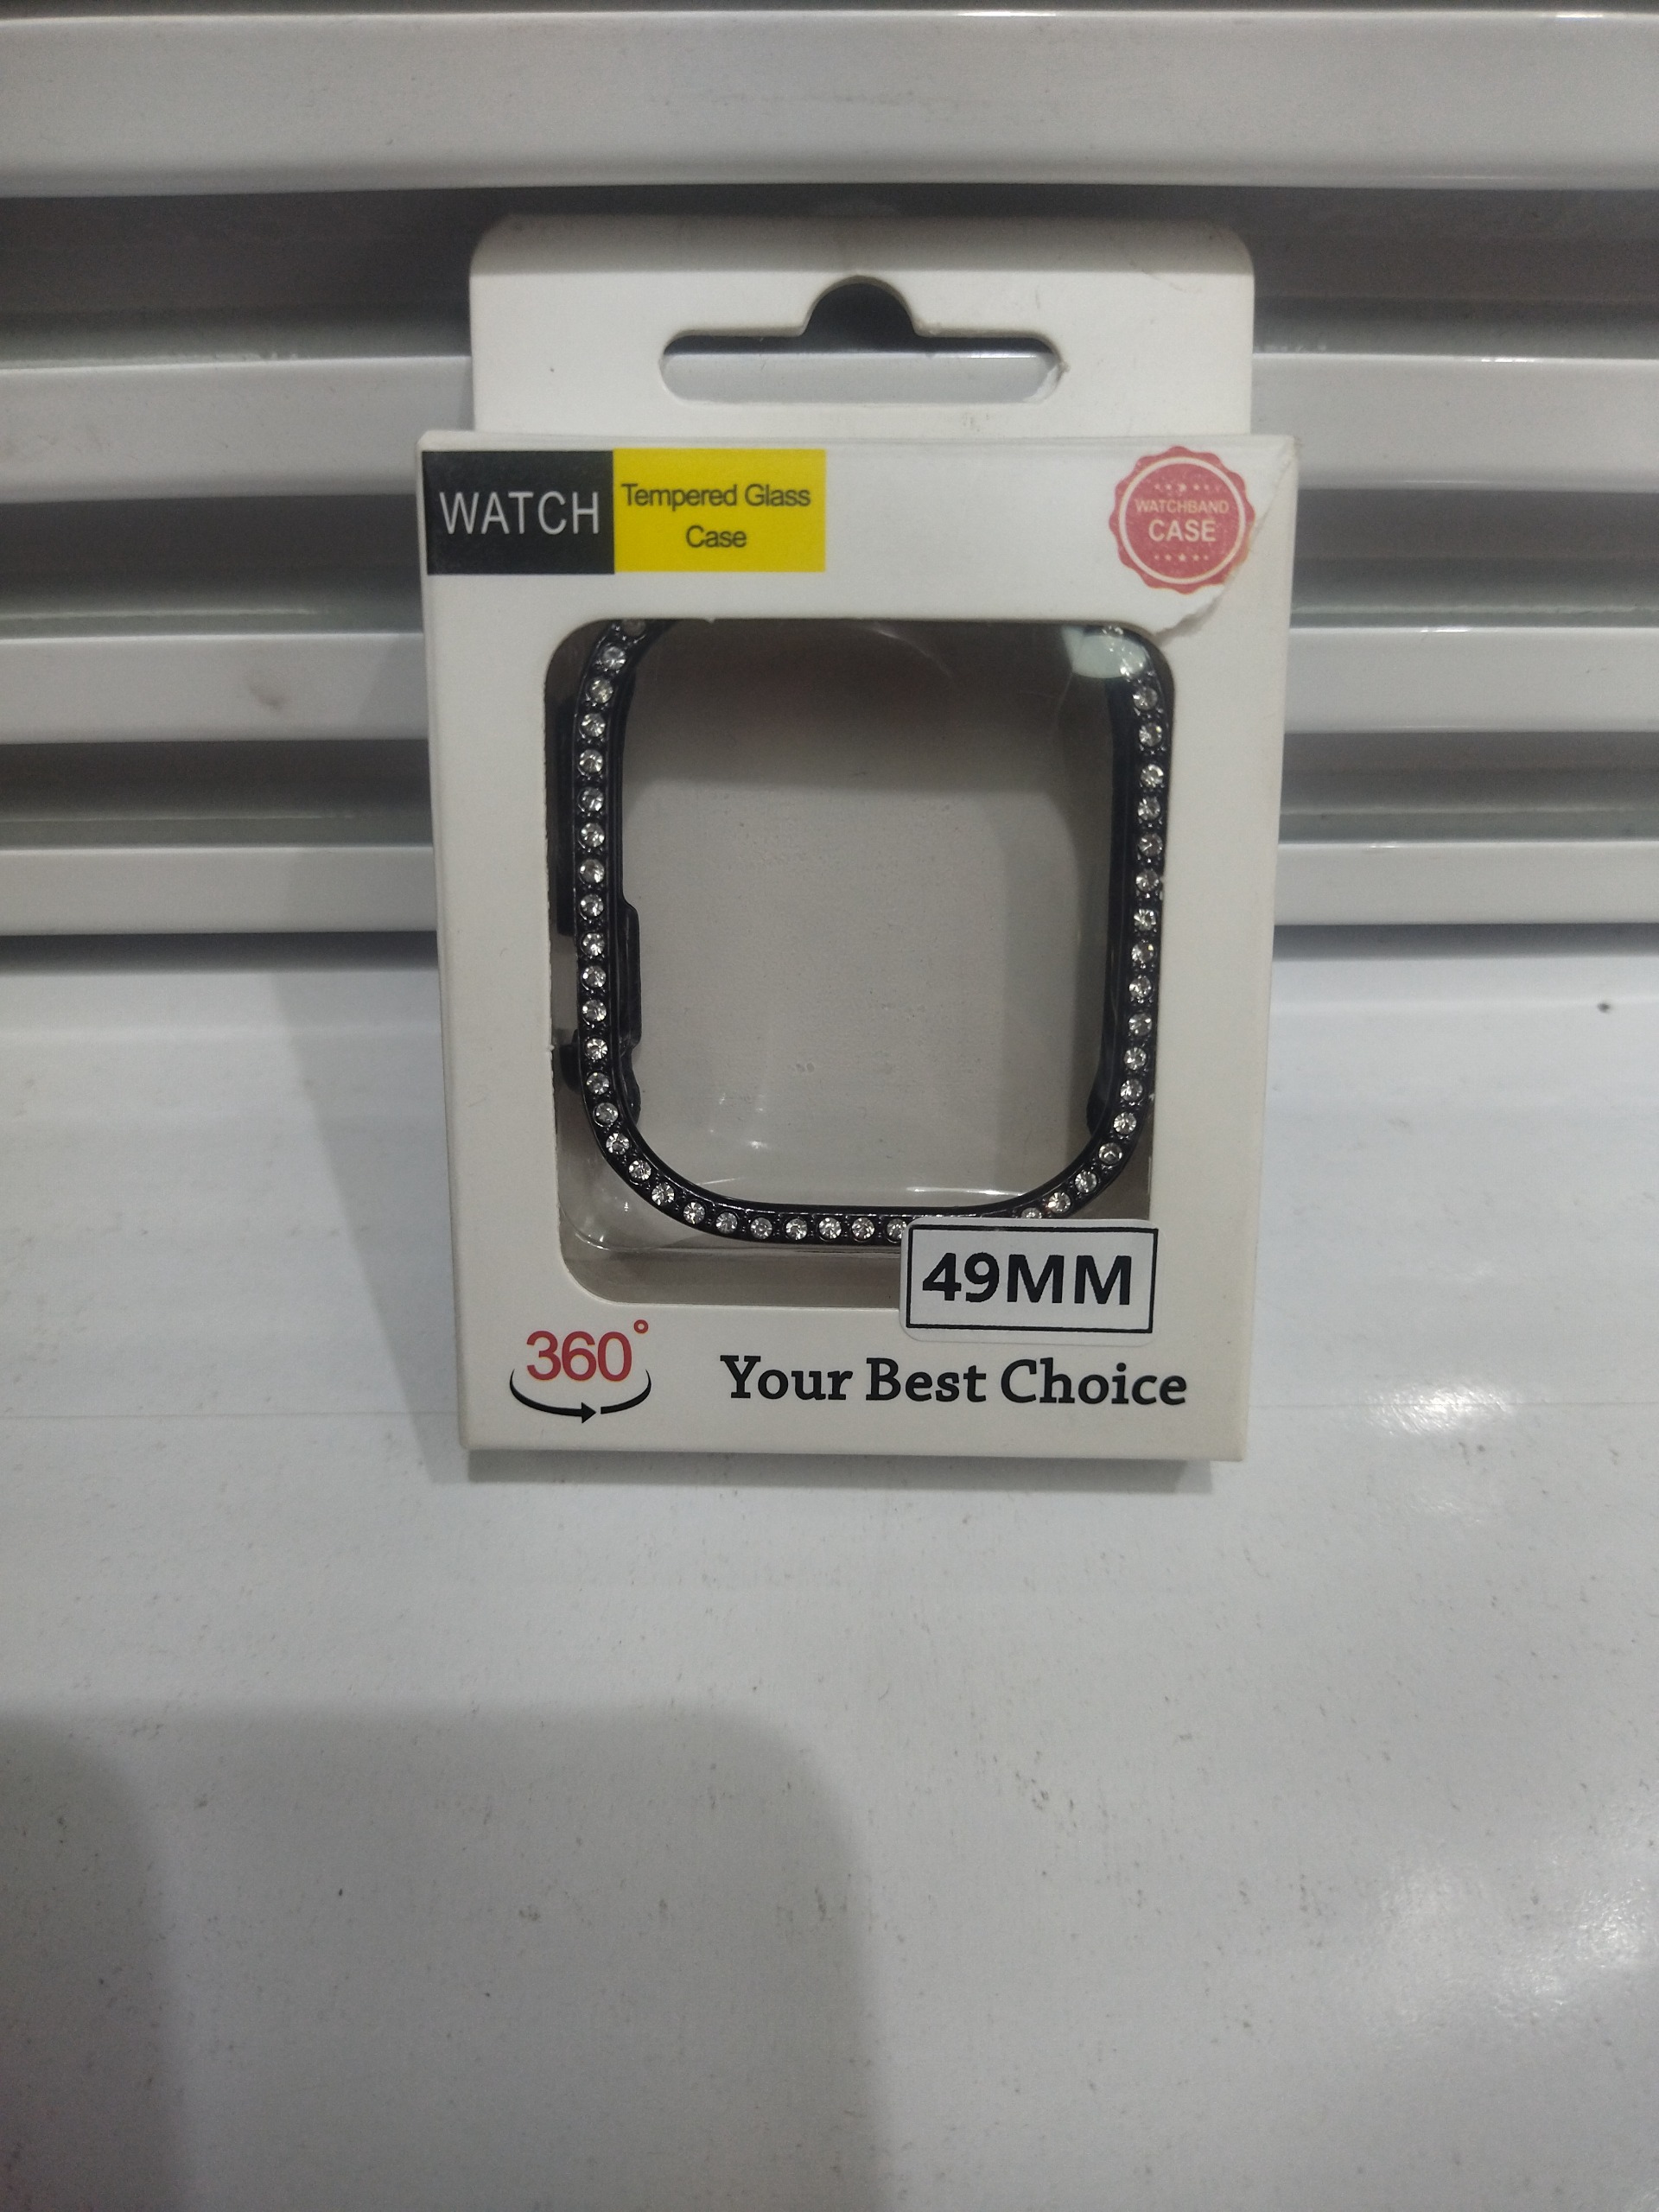 WATCH
Tempered Glass
Case
WATCHBAND
CASE
49MM
360°
Your Best Choice